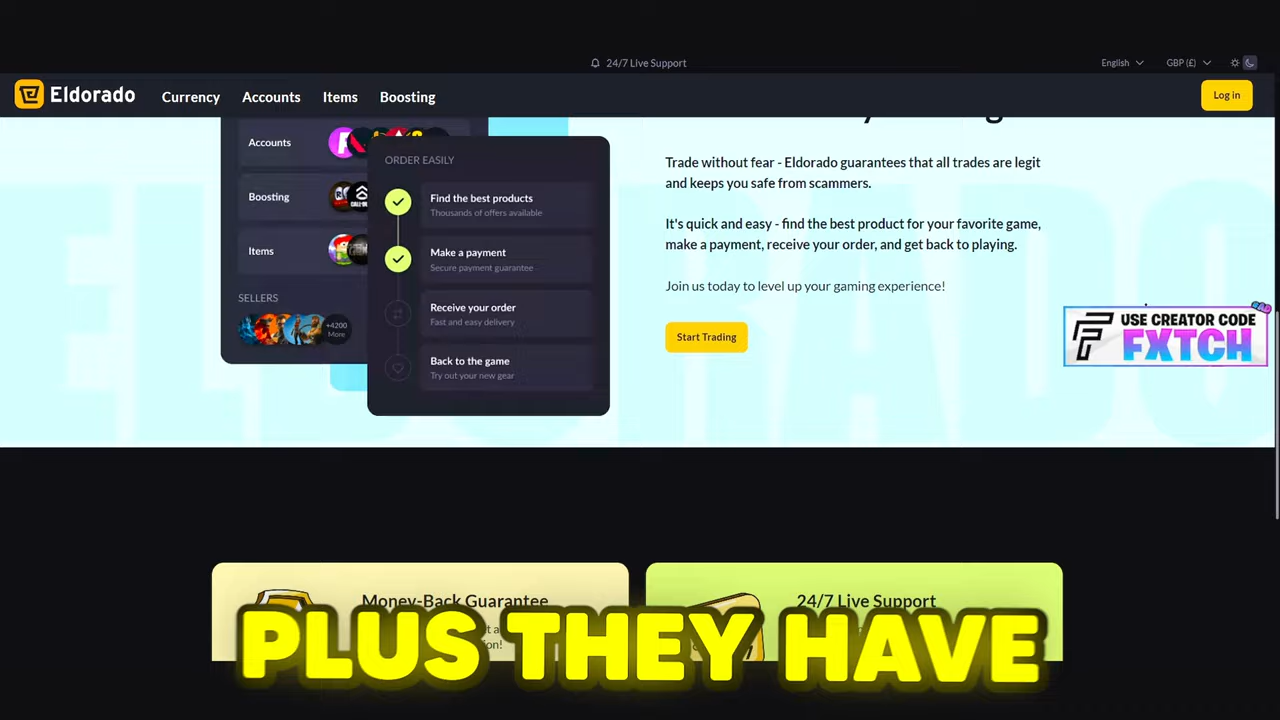 24/7 Live Support
English
GBP (£)
Eldorado
Currency
Accounts
Items
Boosting
Log in
Accounts
Boosting
Items
SELLERS
+4200
More
ORDER EASILY
Find the best products
Thousands of offers available
Make a payment
Secure payment guarantee
Receive your order
Fast and easy delivery
Back to the game
Try out your new gear
Trade without fear - Eldorado guarantees that all trades are legit
and keeps you safe from scammers.
It's quick and easy - find the best product for your favorite game,
make a payment, receive your order, and get back to playing.
Join us today to level up your gaming experience!
Start Trading
USE CREATOR CODE
FXTCH
Money-Back Guarantee
24/7 Live Support
PLUS THEY HAVE